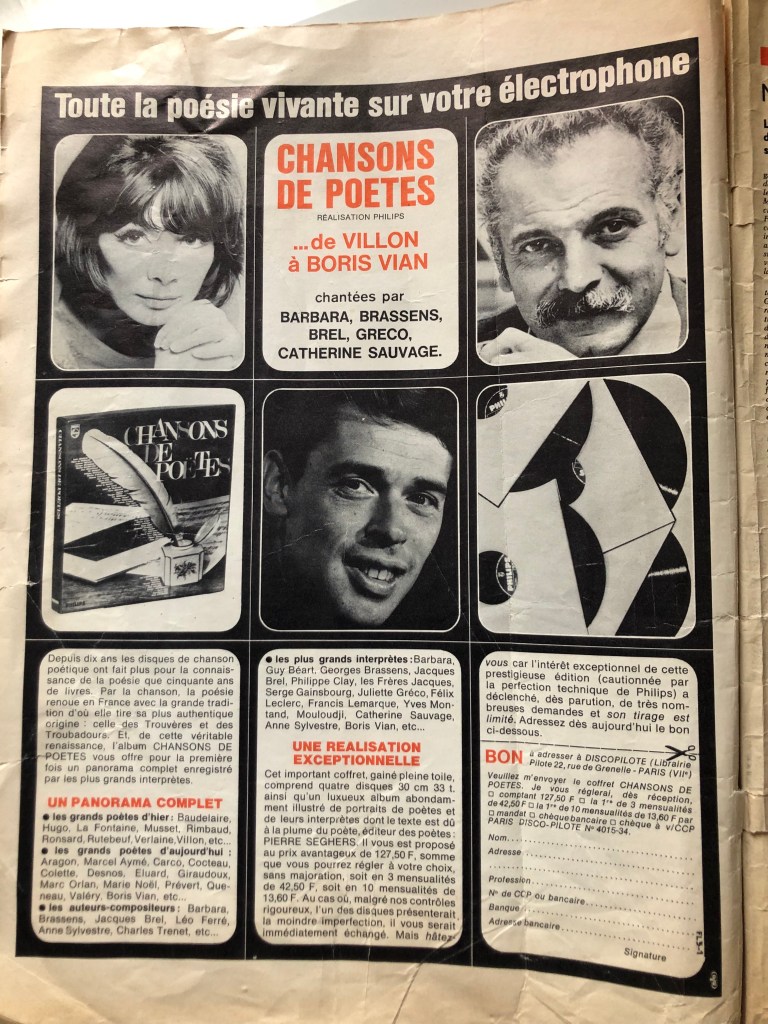 Toute la poésie vivante sur votre électrophone
CHANSONS
DE POETES
RÉALISATION PHILIPS
...de VILLON
à BORIS VIAN
chantées par
BARBARA, BRASSENS,
BREL, GRECO,
CATHERINE SAUVAGE.
CHANSONS
DE
POËTES
PHILIPS
PHILIPS
Depuis dix ans les disques de chanson
poétique ont fait plus pour la connais-
sance de la poésie que cinquante ans
de livres. Par la chanson, la poésie
renoue en France avec la grande tradi-
tion d'où elle tire sa plus authentique
origine : celle des Trouvères et des
Troubadours. Et, de cette véritable
renaissance, l'album CHANSONS DE
POETES vous offre pour la première
fois un panorama complet enregistré
par les plus grands interprètes.
UN PANORAMA COMPLET
● les grands poètes d'hier: Baudelaire,
Hugo, La Fontaine, Musset, Rimbaud,
Ronsard, Rutebeuf, Verlaine, Villon, etc...
● les grands poètes d'aujourd'hui :
Aragon, Marcel Aymé, Carco, Cocteau,
Colette, Desnos, Eluard, Giraudoux,
Marc Orlan, Marie Noël, Prévert, Que-
neau, Valéry, Boris Vian, etc...
● les auteurs-compositeurs: Barbara,
Brassens, Jacques Brel, Léo Ferré,
Anne Sylvestre, Charles Trenet, etc...
● les plus grands interprètes:Barbara,
Guy Béart, Georges Brassens, Jacques
Brel, Philippe Clay, les Frères Jacques,
Serge Gainsbourg, Juliette Gréco, Félix
Leclerc, Francis Lemarque, Yves Mon-
tand, Mouloudji, Catherine Sauvage,
Anne Sylvestre, Boris Vian, etc...
UNE REALISATION
EXCEPTIONNELLE
Cet important coffret, gainé pleine toile,
comprend quatre disques 30 cm 33 t.
ainsi qu'un luxueux album abondam-
ment illustré de portraits de poètes et
de leurs interprètes dont le texte est dû
à la plume du poète, éditeur des poètes :
PIERRE SEGHERS. Il vous est proposé
au prix avantageux de 127,50 F, somme
que vous pourrez régler à votre choix,
sans majoration, soit en 3 mensualités
de 42,50 F, soit en 10 mensualités de
13,60 F. Au cas où, malgré nos contrôles
rigoureux, l'un des disques présenterait
la moindre imperfection, il vous serait
immédiatement échangé. Mais hâtez-
vous car l'intérêt exceptionnel de cette
prestigieuse édition (cautionnée par
la perfection technique de Philips) a
déclenché, dès parution, de très nom-
breuses demandes et son tirage est
limité. Adressez dès aujourd'hui le bon
ci-dessous.
BON à adresser à DISCOPILOTE (Librairie
Pilote 22, rue de Grenelle - PARIS (VIIe)
Veuillez m'envoyer le coffret CHANSONS DE
POETES. Je vous réglerai, dès réception,
□ comptant 127,50 F □ la 1re de 3 mensualités
de 42,50 F □ la 1re de 10 mensualités de 13,60 F par
□ mandat □ chèque bancaire □ chèque à v/CCP
PARIS DISCO-PILOTE No 4015-34.
Nom
Adresse
Profession
No de CCP ou bancaire
Banque
Adresse bancaire
Signature